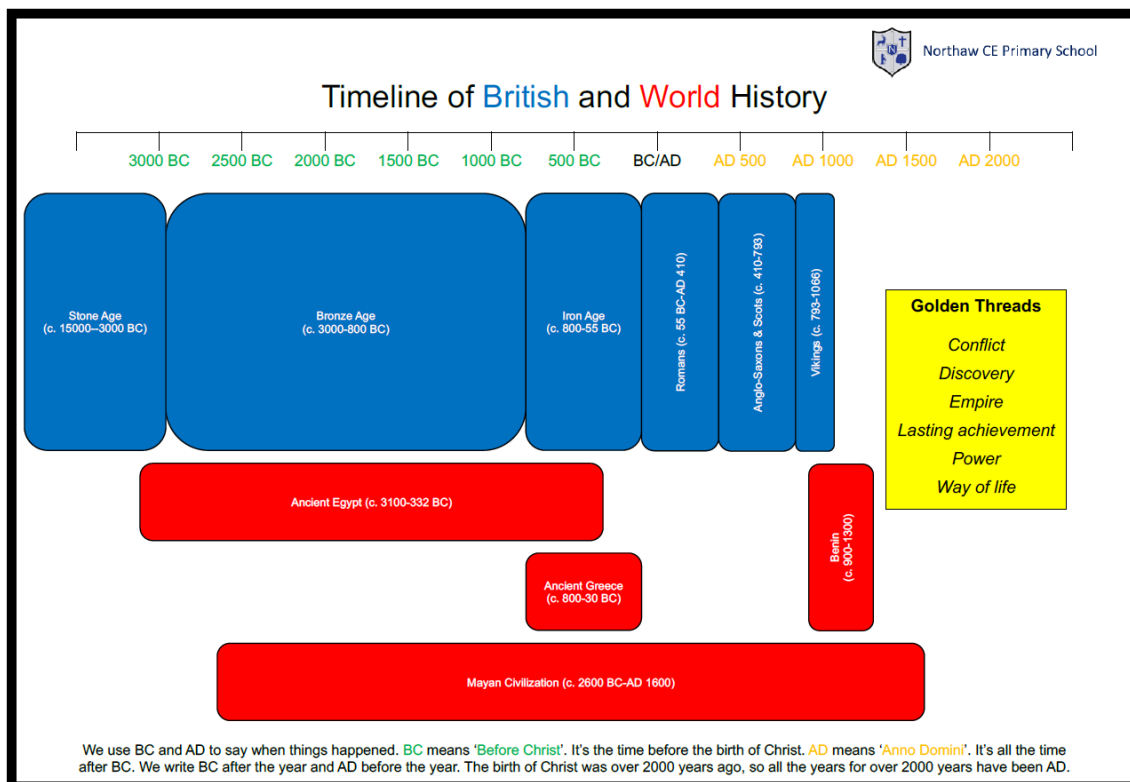 Northaw CE Primary School
Timeline of British and World History
3000 BC 2500 BC 2000 BC 1500 BC 1000 BC 500 BC BC/AD AD 500 AD 1000 AD 1500 AD 2000
Stone Age
(c. 15000--3000 BC)
Bronze Age
(c. 3000-800 BC)
Iron Age
(c. 800-55 BC)
Romans (c. 55 BC-AD 410)
Anglo-Saxons & Scots (c. 410-793)
Vikings (c. 793-1066)
Golden Threads
Conflict
Discovery
Empire
Lasting achievement
Power
Way of life
Ancient Egypt (c. 3100-332 BC)
Benin
(c. 900-1300)
Ancient Greece
(c. 800-30 BC)
Mayan Civilization (c. 2600 BC-AD 1600)
We use BC and AD to say when things happened. BC means ‘Before Christ’. It’s the time before the birth of Christ. AD means ‘Anno Domini’. It’s all the time
after BC. We write BC after the year and AD before the year. The birth of Christ was over 2000 years ago, so all the years for over 2000 years have been AD.